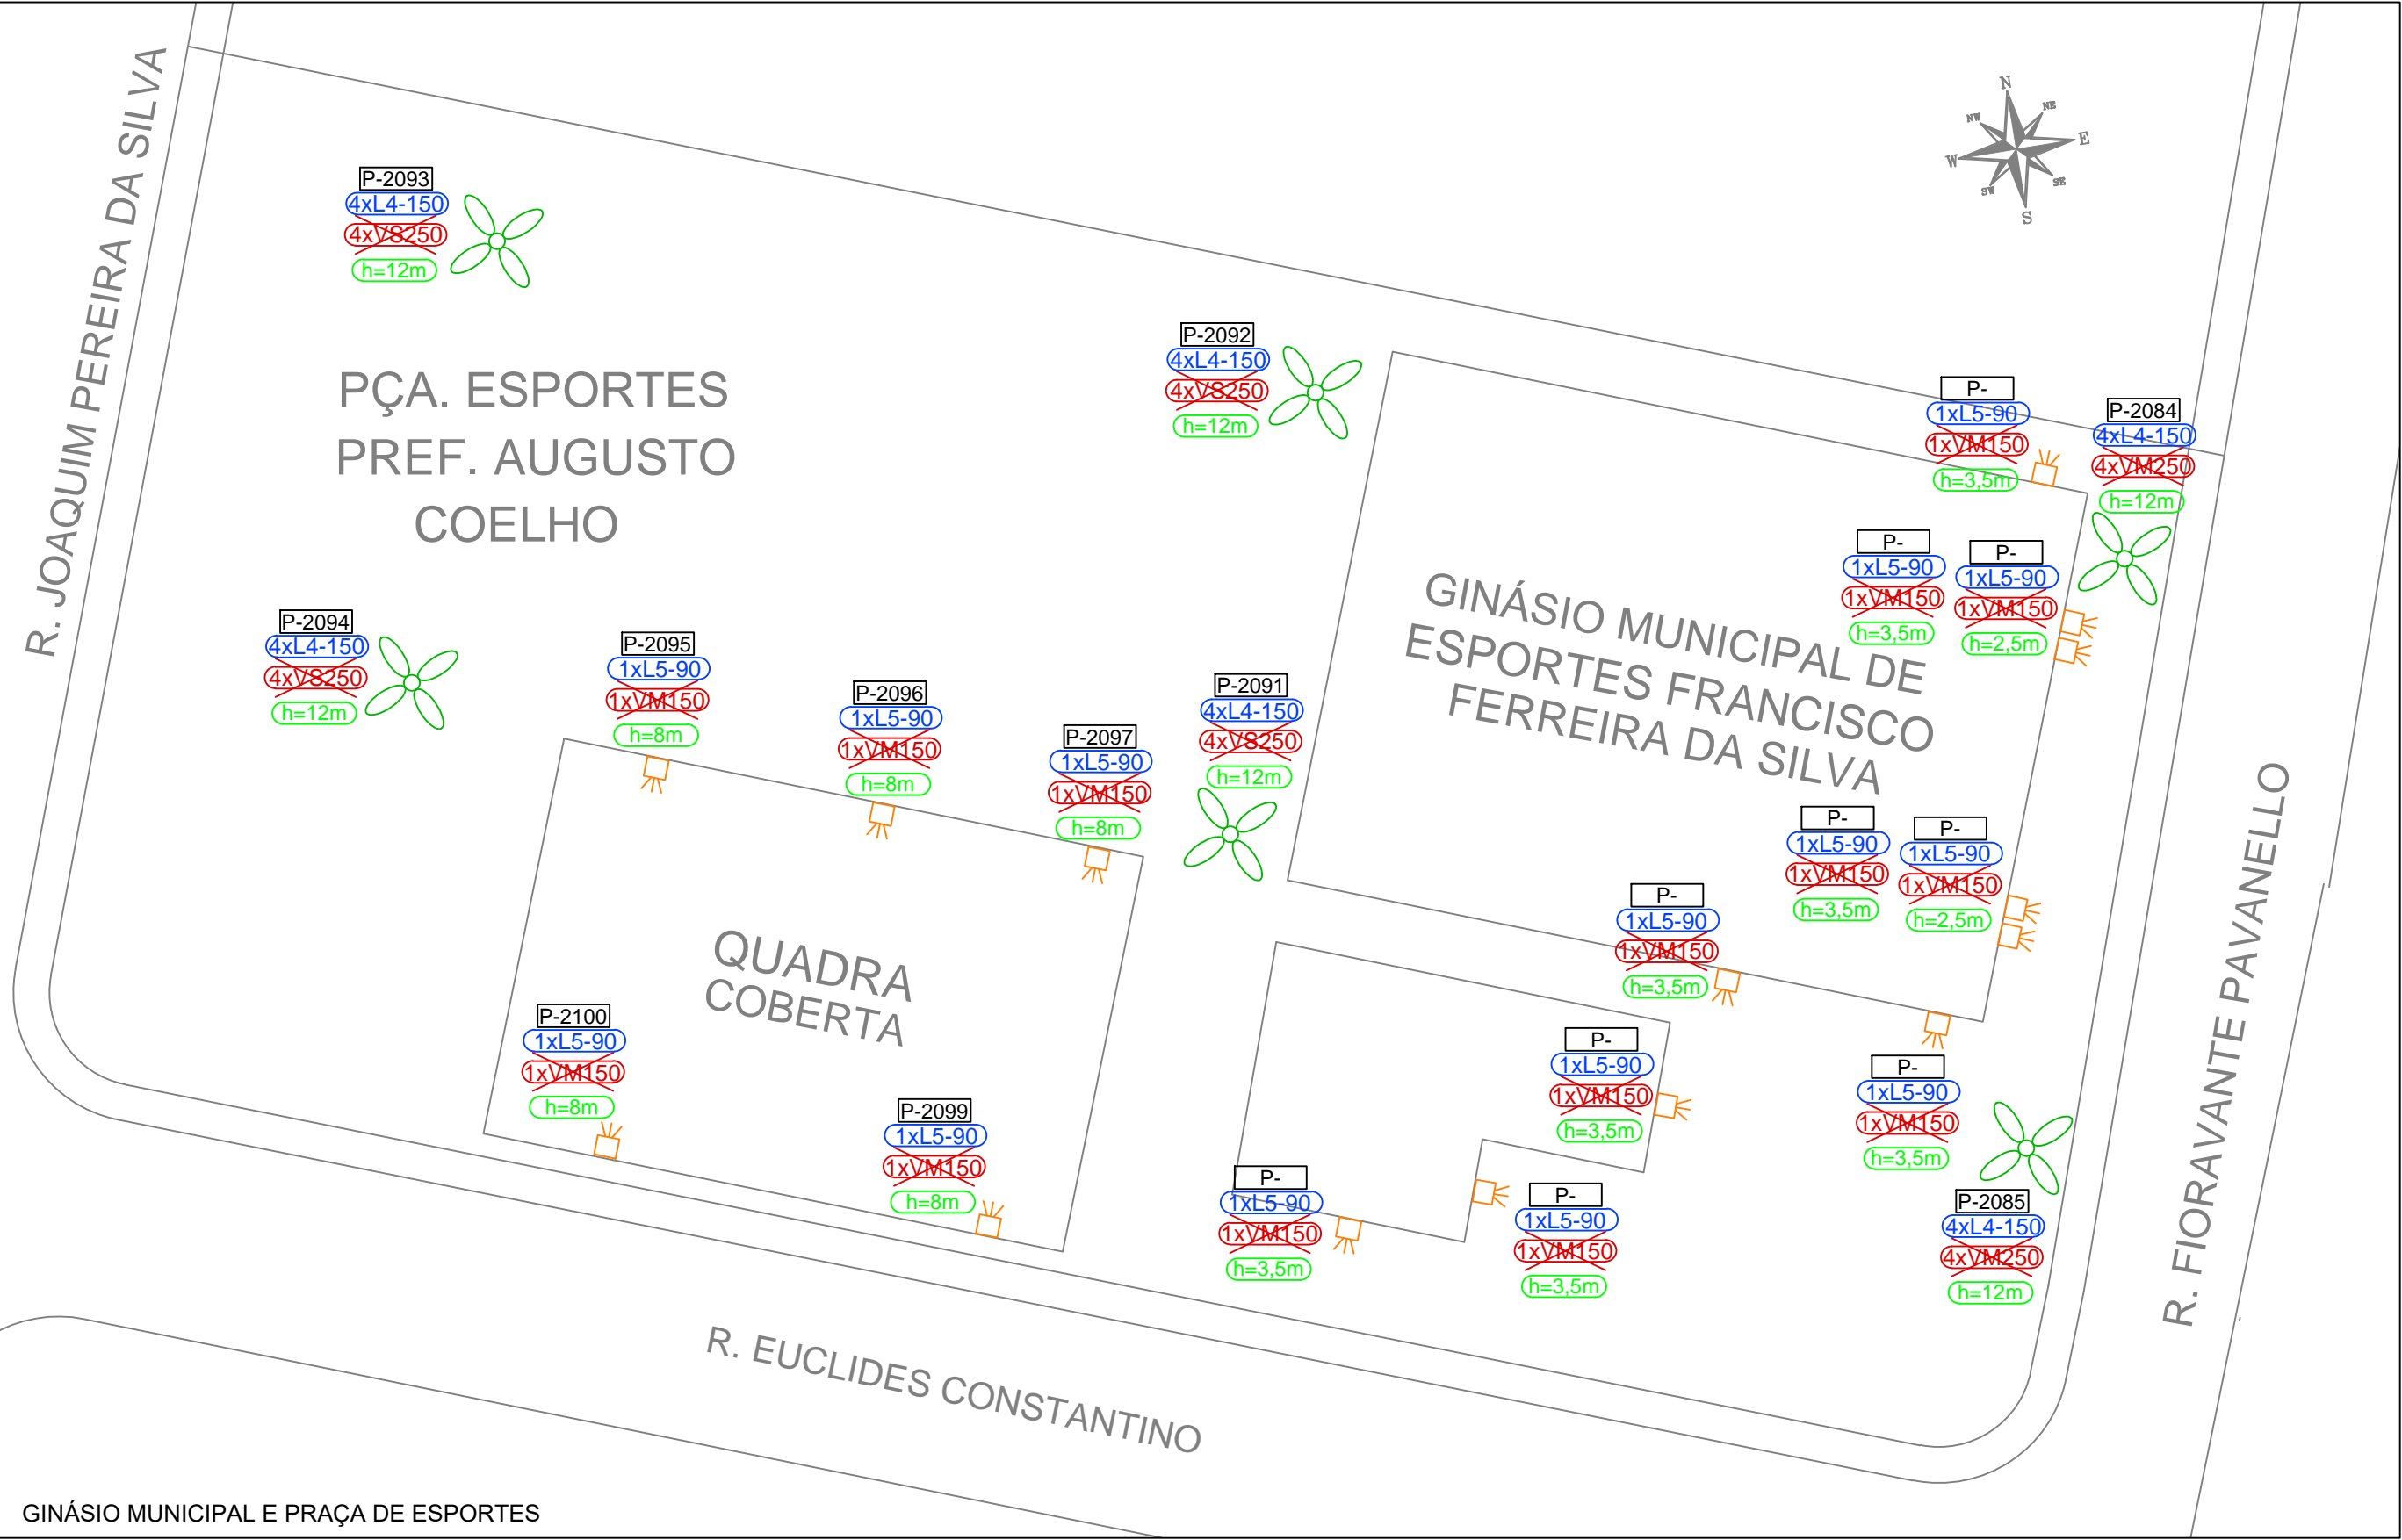 R. JOAQUIM PEREIRA DA SILVA
N
NE
E
SE
S
SW
W
NW
P-2093
4xL4-150
4xVS250
h=12m
PÇA. ESPORTES
PREF. AUGUSTO
COELHO
P-2092
4xL4-150
4xVS250
h=12m
P-
1xL5-90
1xVM150
h=3,5m
P-2084
4xL4-150
4xVM250
h=12m
P-
1xL5-90
1xVM150
h=3,5m
P-
1xL5-90
1xVM150
h=2,5m
GINÁSIO MUNICIPAL DE
ESPORTES FRANCISCO
FERREIRA DA SILVA
P-2094
4xL4-150
4xVS250
h=12m
P-2095
1xL5-90
1xVM150
h=8m
P-2096
1xL5-90
1xVM150
h=8m
P-2097
1xL5-90
1xVM150
h=8m
P-2091
4xL4-150
4xVS250
h=12m
P-
1xL5-90
1xVM150
h=3,5m
P-
1xL5-90
1xVM150
h=2,5m
P-
1xL5-90
1xVM150
h=3,5m
QUADRA
COBERTA
P-2100
1xL5-90
1xVM150
h=8m
P-2099
1xL5-90
1xVM150
h=8m
P-
1xL5-90
1xVM150
h=3,5m
P-
1xL5-90
1xVM150
h=3,5m
P-
1xL5-90
1xVM150
h=3,5m
P-
1xL5-90
1xVM150
h=3,5m
P-2085
4xL4-150
4xVM250
h=12m
R. FIORAVANTE PAVANELLO
R. EUCLIDES CONSTANTINO
GINÁSIO MUNICIPAL E PRAÇA DE ESPORTES